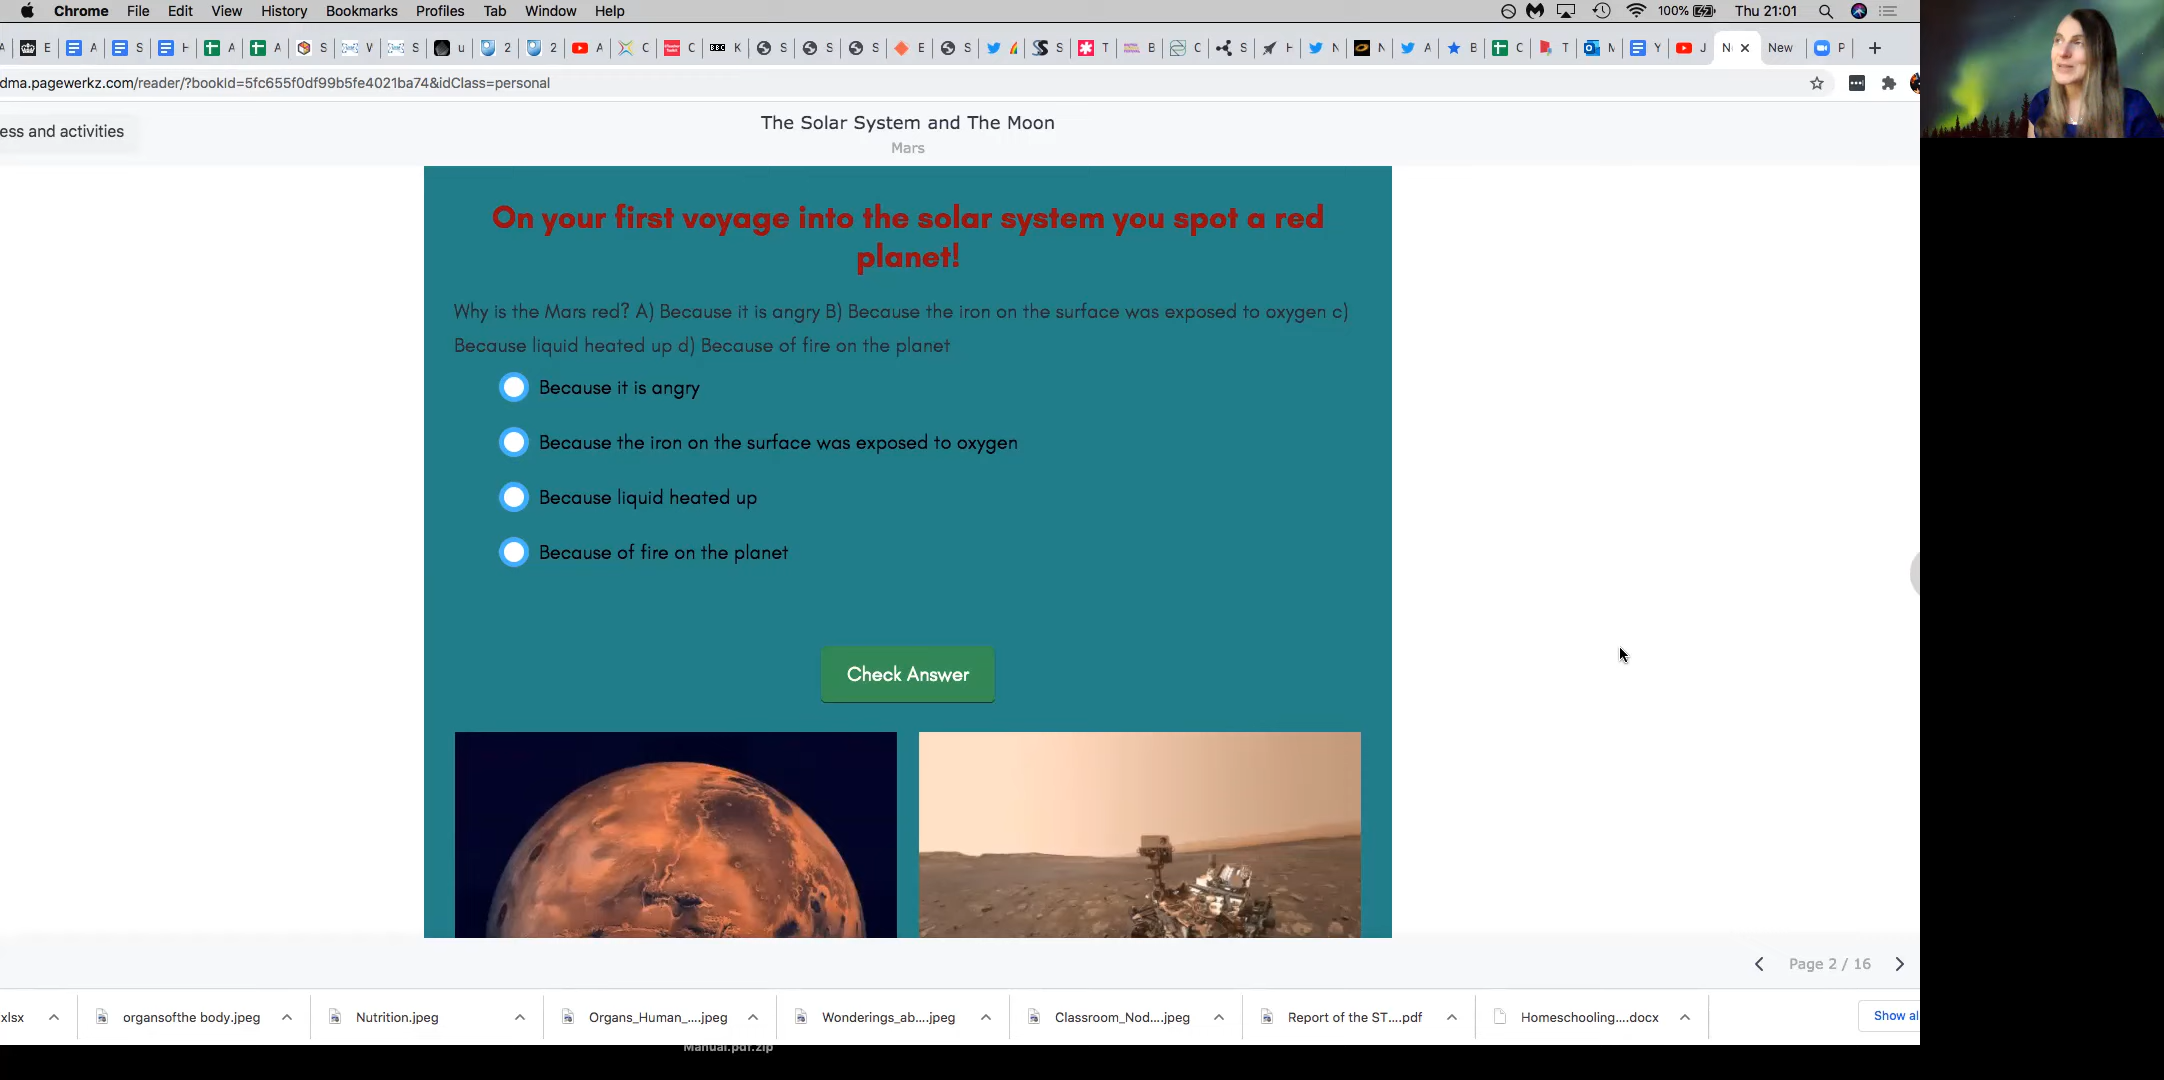 Chrome File Edit View History Bookmarks Profiles Tab Window Help 100% Thu 21:01
E A S H A A S W S u 2 2 A C C BBC K S S S E S S T B C S H N N A B C T M Y J N New P
dma.pagewerkz.com/reader/?bookId=5fc655f0df99b5fe4021ba74&idClass=personal
ess and activities
The Solar System and The Moon
Mars
On your first voyage into the solar system you spot a red
planet!
Why is the Mars red? A) Because it is angry B) Because the iron on the surface was exposed to oxygen c)
Because liquid heated up d) Because of fire on the planet
Because it is angry
Because the iron on the surface was exposed to oxygen
Because liquid heated up
Because of fire on the planet
Check Answer
Page 2 / 16
xlsx organsofthe body.jpeg Nutrition.jpeg Organs_Human_....jpeg Wonderings_ab....jpeg Classroom_Nod....jpeg Report of the ST....pdf Homeschooling....docx Show al
Manual.pdf.zip